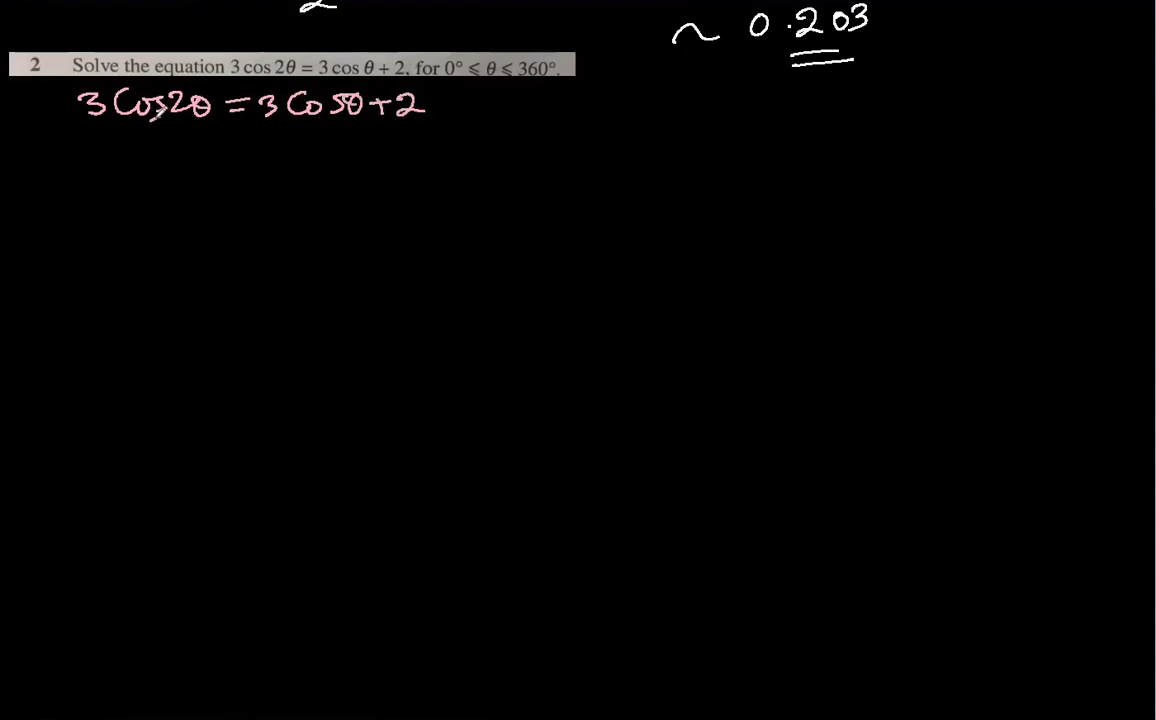 2
~ 0.203
2 Solve the equation 3 cos 2θ = 3 cos θ + 2, for 0° ⩽ θ ⩽ 360°.
3 Cos2θ = 3 Cosθ + 2